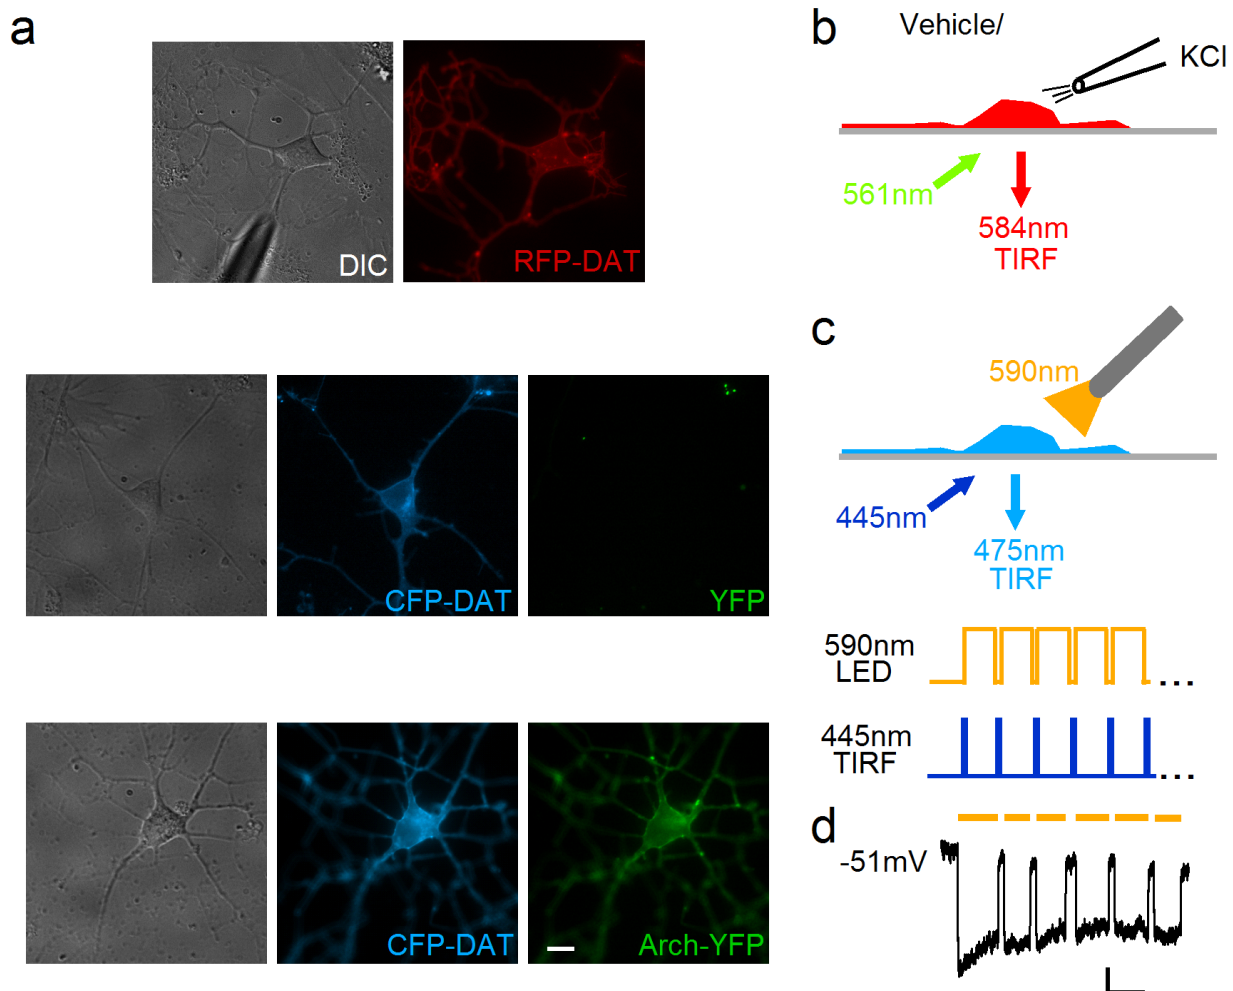 a
DIC
RFP-DAT
CFP-DAT
YFP
CFP-DAT
Arch-YFP
b
Vehicle/
KCl
561nm
584nm
TIRF
c
590nm
445nm
475nm
TIRF
590nm
LED
...
445nm
TIRF
...
d
-51mV